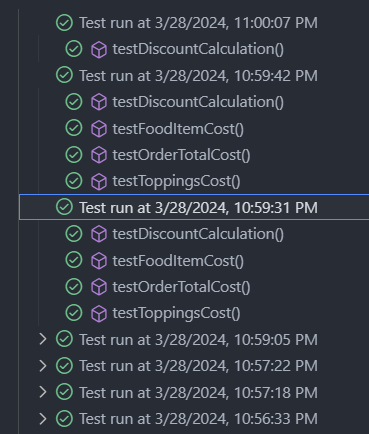 Test run at 3/28/2024, 11:00:07 PM
testDiscountCalculation()
Test run at 3/28/2024, 10:59:42 PM
testDiscountCalculation()
testFoodItemCost()
testOrderTotalCost()
testToppingsCost()
Test run at 3/28/2024, 10:59:31 PM
testDiscountCalculation()
testFoodItemCost()
testOrderTotalCost()
testToppingsCost()
Test run at 3/28/2024, 10:59:05 PM
Test run at 3/28/2024, 10:57:22 PM
Test run at 3/28/2024, 10:57:18 PM
Test run at 3/28/2024, 10:56:33 PM